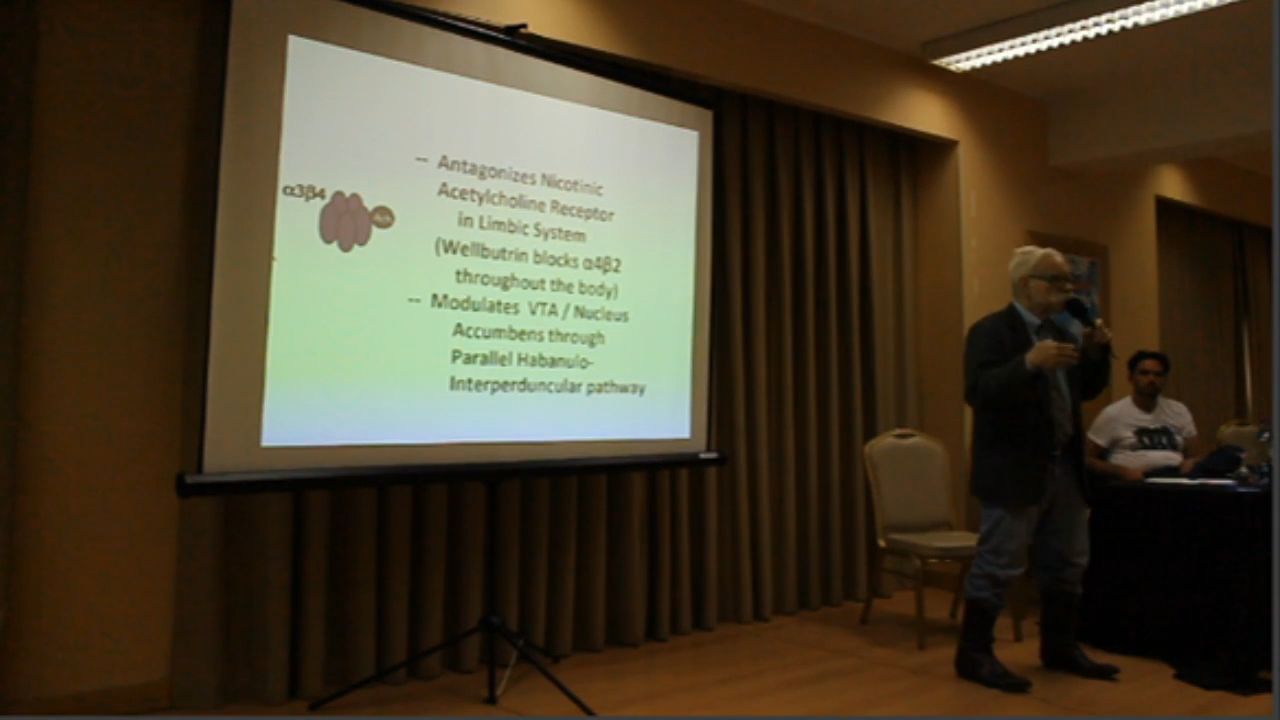 -- Antagonizes Nicotinic
α3β4
Acetylcholine Receptor
in Limbic System
(Wellbutrin blocks α4β2
throughout the body)
-- Modulates VTA / Nucleus
Accumbens through
Parallel Habanulo-
Interperduncular pathway